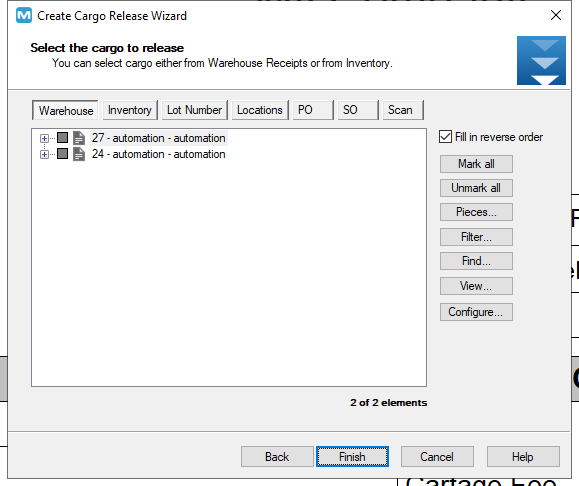 Create Cargo Release Wizard
Select the cargo to release
You can select cargo either from Warehouse Receipts or from Inventory.
Warehouse Inventory Lot Number Locations PO SO Scan
27 - automation - automation
24 - automation - automation
Fill in reverse order
Mark all
Unmark all
Pieces...
Filter...
Find...
View...
Configure...
2 of 2 elements
Back Finish Cancel Help
Cartage Fee